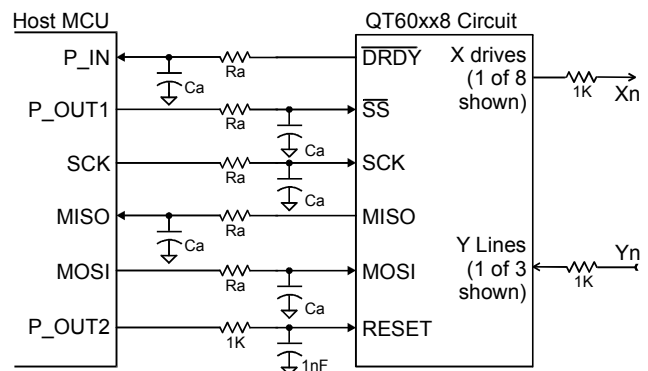 Host MCU
QT60xx8 Circuit
P_IN
Ca
Ra
DRDY
X drives
(1 of 8
shown)
1K
Xn
P_OUT1
Ra
Ca
SS
SCK
Ra
Ca
SCK
MISO
Ca
Ra
MISO
Y Lines
(1 of 3
shown)
Yn
1K
MOSI
Ra
Ca
MOSI
P_OUT2
1K
1nF
RESET